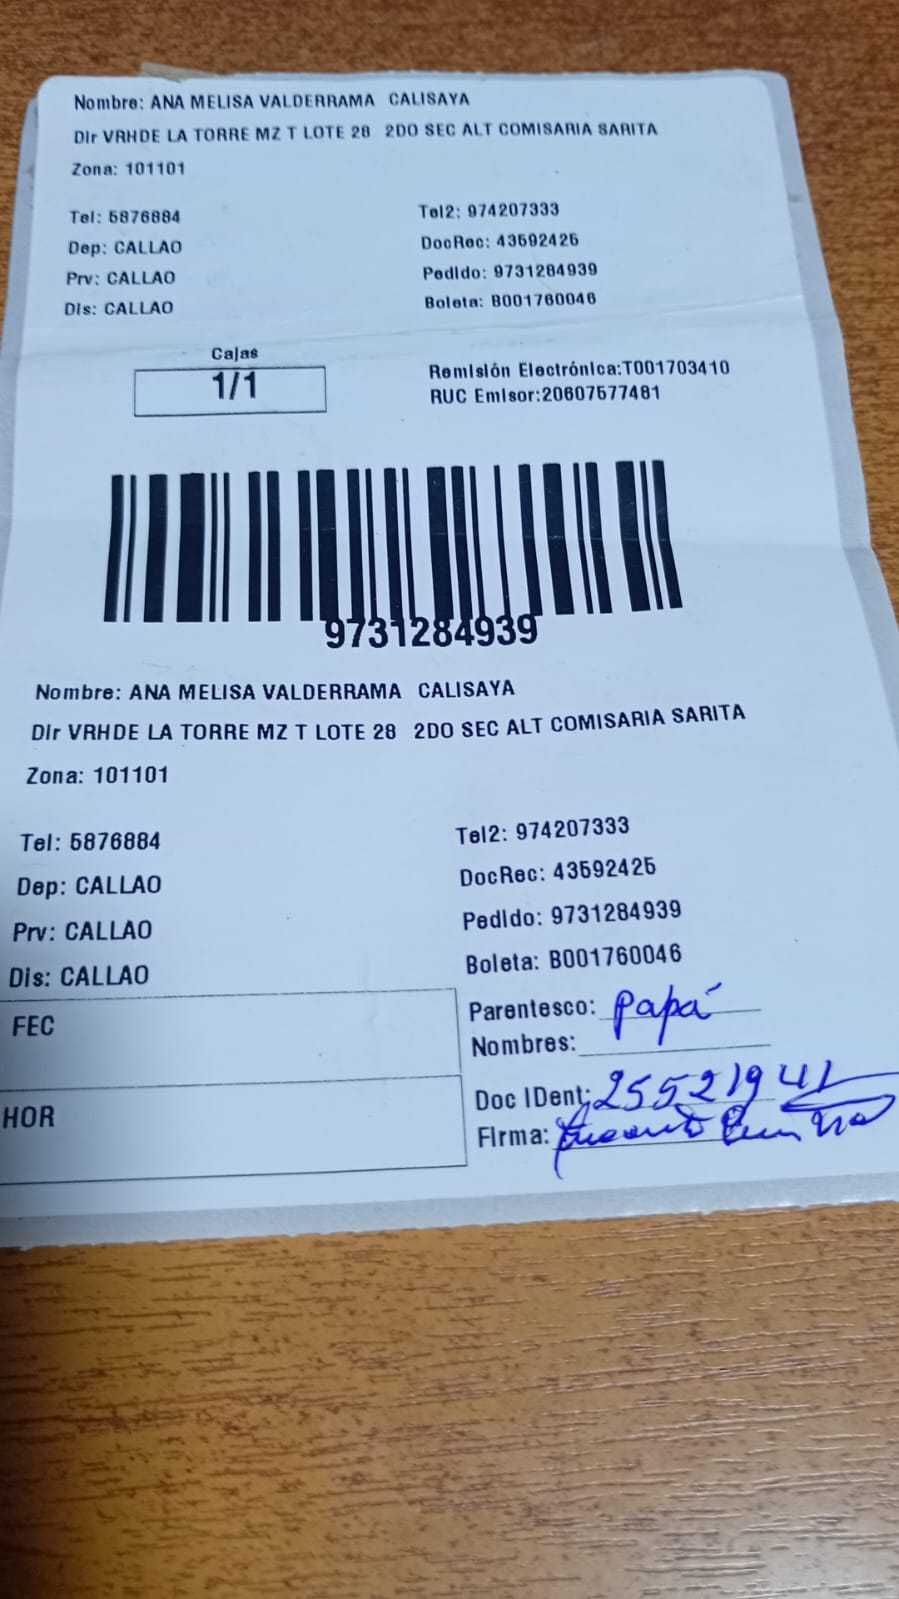 Nombre: ANA MELISA VALDERRAMA CALISAYA
Dir VRHDE LA TORRE MZ T LOTE 28 2DO SEC ALT COMISARIA SARITA
Zona: 101101
Tel: 5876884 Tel2: 974207333
Dep: CALLAO DocRec: 43592425
Prv: CALLAO Pedido: 9731284939
Dis: CALLAO Boleta: B001760046
Cajas
1/1
Remisión Electrónica:T001703410
RUC Emisor:20607577481
9731284939
Nombre: ANA MELISA VALDERRAMA CALISAYA
Dir VRHDE LA TORRE MZ T LOTE 28 2DO SEC ALT COMISARIA SARITA
Zona: 101101
Tel: 5876884 Tel2: 974207333
Dep: CALLAO DocRec: 43592425
Prv: CALLAO Pedido: 9731284939
Dis: CALLAO Boleta: B001760046
FEC
Parentesco: Papá
Nombres:
HOR
Doc IDent: 25521941
Firma: